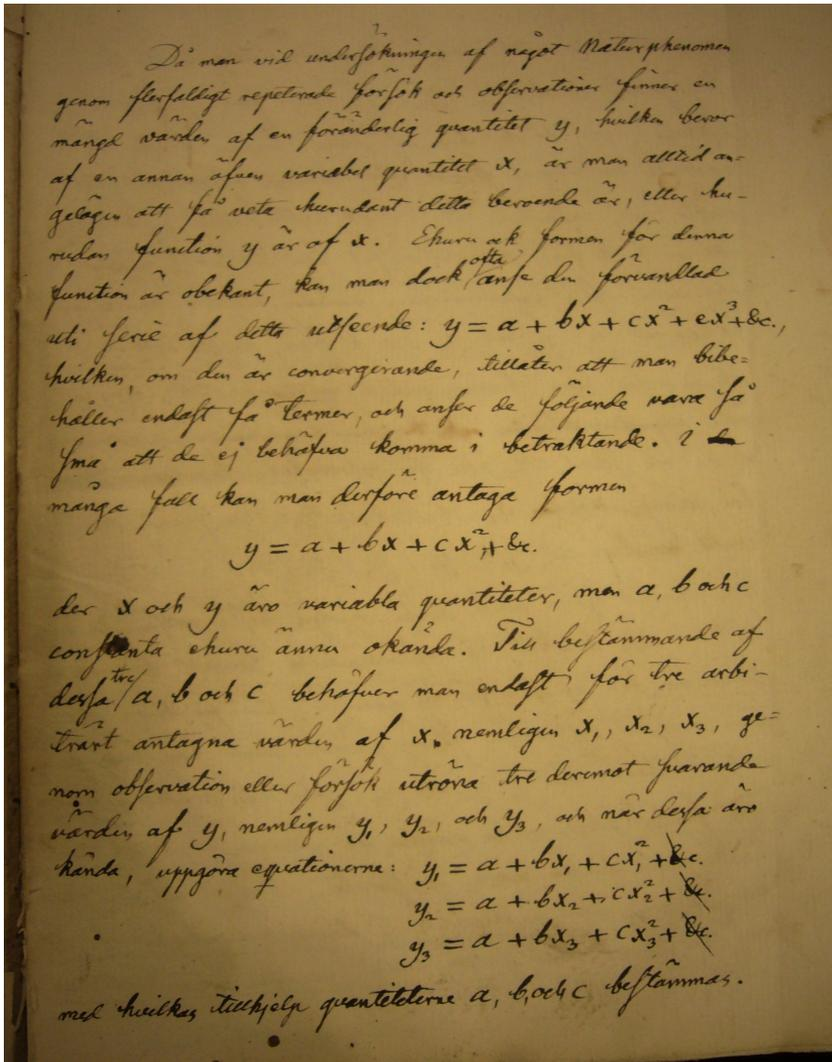 Då man vid undersökningen af något Naturphenomen
genom flerfaldigt repeterade försök och observationer finner en
mängd värden af en föränderlig quantitet y, hvilken beror
af en annan äfven variabel quantitet x, är man alltid an=
gelägen att få veta hurudant detta beroende är, eller hu-
rudan function y är af x. Ehuru ock formen för denna
function är obekant, kan man dock ofta anse den förvandlad
uti serie af detta utseende: y = a + bx + cx² + ex³ + &c.,
hvilken, om den är convergerande, tillåter att man bibe=
håller endast få termer, och anser de följande vara så
små att de ej behöfva komma i betraktande. I
många fall kan man derföre antaga formen
y = a + bx + cx², + &c.
der x och y äro variabla quantiteter, men a, b och c
constanta ehuru ännu okända. Till bestämmande af
dessa tre a, b och c behöfver man endast för tre arbi-
trärt antagna värden af x, nemligen x₁, x₂, x₃, ge=
nom observation eller försök utröna tre deremot svarande
värden af y, nemligen y₁, y₂, och y₃, och när dessa äro
kända, uppgöra equationerne: y₁ = a + bx₁ + cx₁² + &c.
y₂ = a + bx₂ + cx₂² + &c.
y₃ = a + bx₃ + cx₃² + &c.
med hvilkas tillhjelp quantiteterne a, b, och c bestämmas.